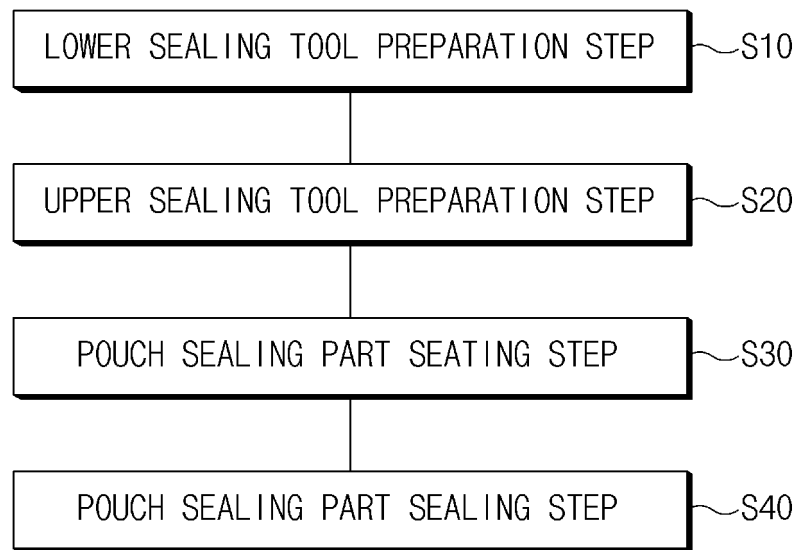 LOWER SEALING TOOL PREPARATION STEP S10
UPPER SEALING TOOL PREPARATION STEP S20
POUCH SEALING PART SEATING STEP S30
POUCH SEALING PART SEALING STEP S40